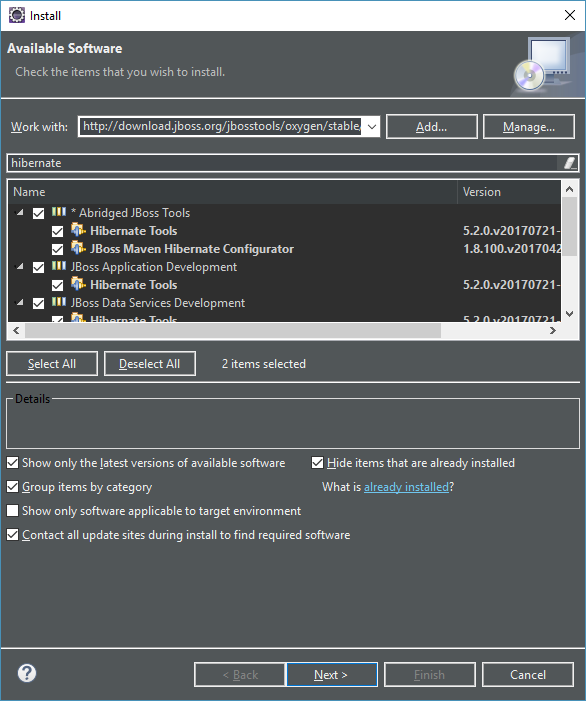 Install
Available Software
Check the items that you wish to install.
Work with: http://download.jboss.org/jbosstools/oxygen/stable/ Add... Manage...
hibernate
Name Version
* Abridged JBoss Tools
Hibernate Tools 5.2.0.v20170721-
JBoss Maven Hibernate Configurator 1.8.100.v2017042
JBoss Application Development
Hibernate Tools 5.2.0.v20170721-
JBoss Data Services Development
Hibernate Tools 5.2.0.v20170721-
Select All Deselect All 2 items selected
Details
Show only the latest versions of available software Hide items that are already installed
Group items by category What is already installed?
Show only software applicable to target environment
Contact all update sites during install to find required software
? < Back Next > Finish Cancel